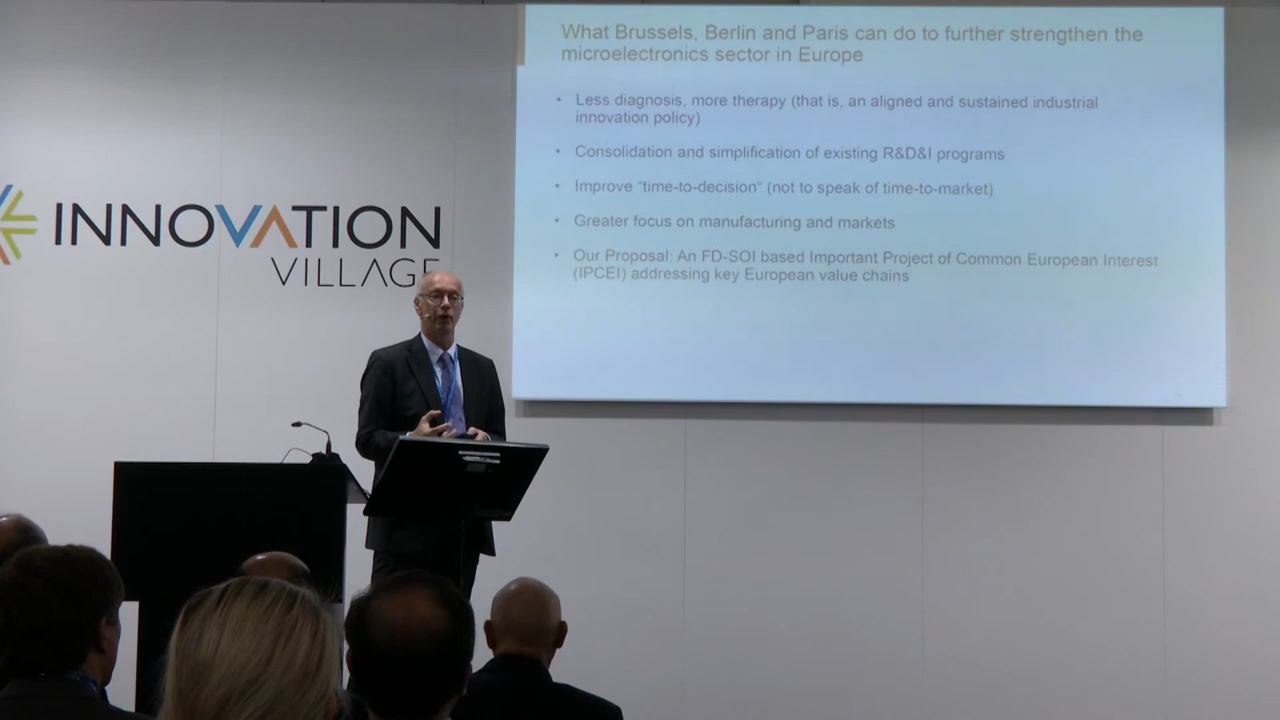 What Brussels, Berlin and Paris can do to further strengthen the
microelectronics sector in Europe
• Less diagnosis, more therapy (that is, an aligned and sustained industrial
innovation policy)
• Consolidation and simplification of existing R&D&I programs
• Improve "time-to-decision" (not to speak of time-to-market)
• Greater focus on manufacturing and markets
• Our Proposal: An FD-SOI based Important Project of Common European Interest
(IPCEI) addressing key European value chains
INNOVATION
VILLAGE